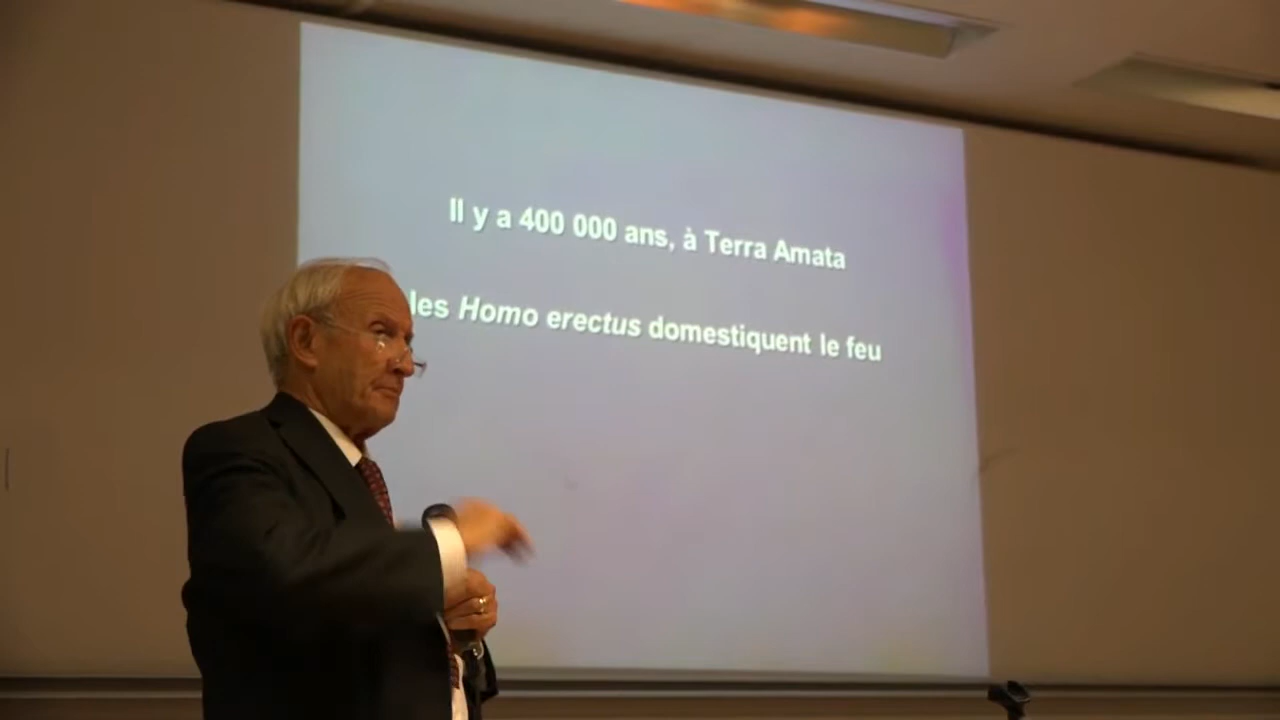 Il y a 400 000 ans, à Terra Amata
les Homo erectus domestiquent le feu